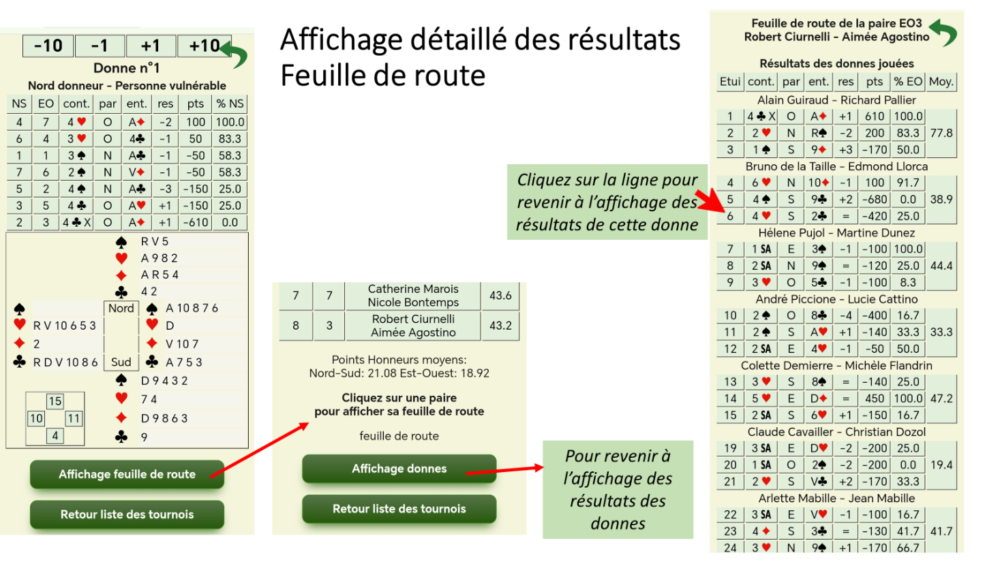 Affichage détaillé des résultats
Feuille de route
-10 -1 +1 +10
Donne n°1
Nord donneur - Personne vulnérable
NS EO cont. par ent. res pts % NS
4 7 4 ♥ O A♦ -2 100 100.0
6 4 3 ♥ O 4♣ -1 50 83.3
1 1 3 ♠ N A♣ -1 -50 58.3
7 6 2 ♠ N V♦ -1 -50 58.3
5 2 4 ♠ N A♣ -3 -150 25.0
3 5 4 ♣ O A♥ +1 -150 25.0
2 3 4 ♣ X O A♦ +1 -610 0.0
♠ R V 5
♥ A 9 8 2
♦ A R 5 4
♣ 4 2
♠ Nord ♠ A 10 8 7 6
♥ R V 10 6 5 3 ♥ D
♦ 2 ♦ V 10 7
♣ R D V 10 8 6 Sud ♣ A 7 5 3
♠ D 9 4 3 2
♥ 7 4
♦ D 9 8 6 3
♣ 9
15
10 11
4
Affichage feuille de route
Retour liste des tournois
7 7 Catherine Marois
Nicole Bontemps 43.6
8 3 Robert Ciurnelli
Aimée Agostino 43.2
Points Honneurs moyens:
Nord-Sud: 21.08 Est-Ouest: 18.92
Cliquez sur une paire
pour afficher sa feuille de route
feuille de route
Affichage donnes
Retour liste des tournois
Cliquez sur la ligne pour
revenir à l'affichage des
résultats de cette donne
Pour revenir à
l'affichage des
résultats des
donnes
Feuille de route de la paire EO3
Robert Ciurnelli - Aimée Agostino
Résultats des donnes jouées
Etui cont. par ent. res pts % EO Moy.
Alain Guiraud - Richard Pallier
1 4 ♣ X O A♦ +1 610 100.0
2 2 ♥ N R♠ -2 200 83.3 77.8
3 1 ♠ S 9♦ +3 -170 50.0
Bruno de la Taille - Edmond Llorca
4 6 ♥ N 10♦ -1 100 91.7
5 4 ♠ S 9♣ +2 -680 0.0 38.9
6 4 ♥ S 2♣ = -420 25.0
Hélene Pujol - Martine Dunez
7 1 SA E 3♠ -1 -100 100.0
8 2 SA N 9♠ = -120 25.0 44.4
9 3 ♥ O 5♣ -1 -100 8.3
André Piccione - Lucie Cattino
10 2 ♠ O 8♣ -4 -400 16.7
11 2 ♠ S A♥ +1 -140 33.3 33.3
12 2 SA E 4♥ -1 -50 50.0
Colette Demierre - Michèle Flandrin
13 3 ♥ S 8♠ = -140 25.0
14 5 ♥ E D♦ = 450 100.0 47.2
15 2 SA S 6♥ +1 -150 16.7
Claude Cavailler - Christian Dozol
19 3 SA E D♥ -2 -200 25.0
20 1 SA O 2♠ -2 -200 0.0 19.4
21 2 ♥ S V♣ +2 -170 33.3
Arlette Mabille - Jean Mabille
22 3 SA E V♥ -1 -100 16.7
23 4 ♦ S 3♣ = -130 41.7 41.7
24 3 ♥ N 9♠ +1 -170 66.7